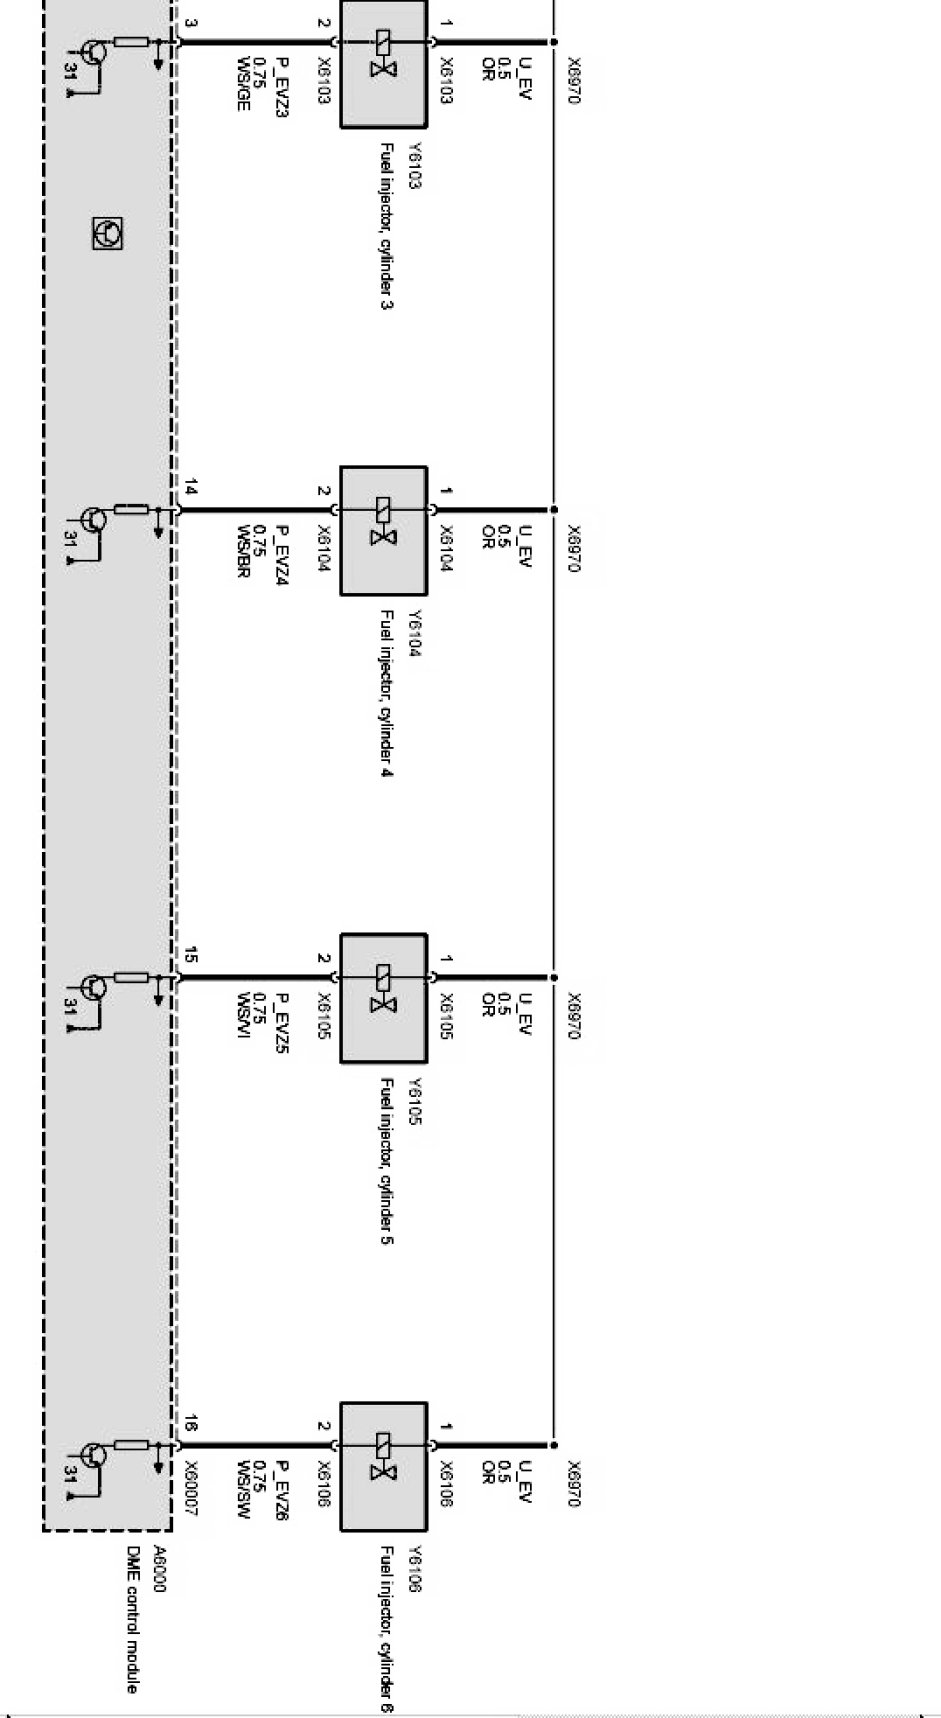 X6970
X6970
X6970
X6970
U_EV
0.5
OR
U_EV
0.5
OR
U_EV
0.5
OR
U_EV
0.5
OR
1
X6103
1
X6104
1
X6105
1
X6106
Y6103
Fuel injector, cylinder 3
Y6104
Fuel injector, cylinder 4
Y6105
Fuel injector, cylinder 5
Y6106
Fuel injector, cylinder 6
2
X6103
2
X6104
2
X6105
2
X6106
P_EVZ3
0.75
WS/GE
P_EVZ4
0.75
WS/BR
P_EVZ5
0.75
WS/VI
P_EVZ6
0.75
WS/SW
3
14
15
16
X60007
31
31
31
31
A6000
DME control module